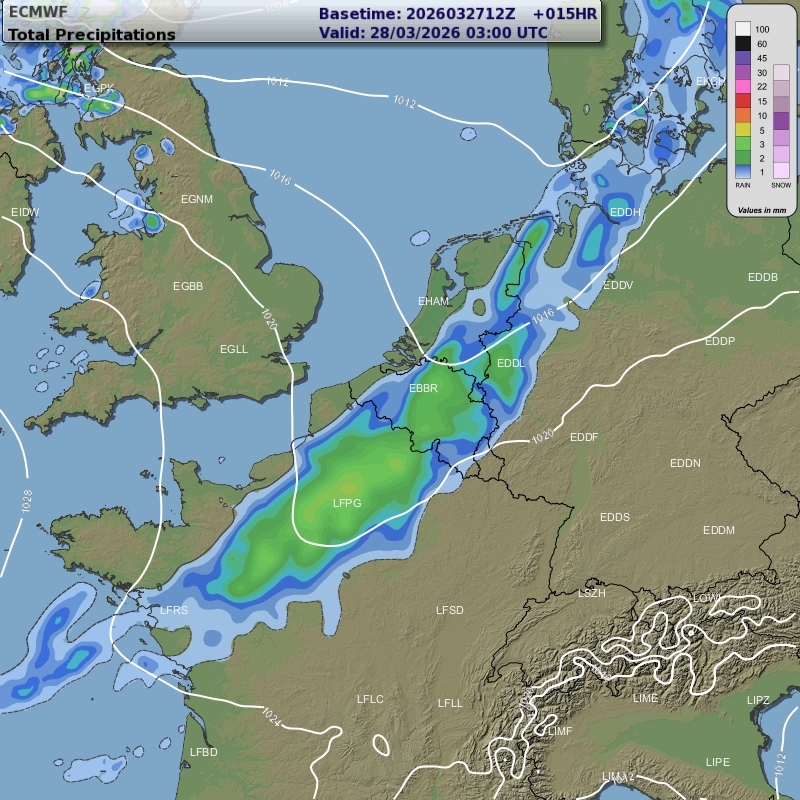 ECMWF
Total Precipitations
Basetime: 2026032712Z +015HR
Valid: 28/03/2026 03:00 UTC
100
60
45
30
22
15
10
5
3
2
1
RAIN SNOW
Values in mm
1008
1012
1012
EGPK
1016
EGNM
EIDW
EDDH
EGBB
EHAM
EDDV
EDDB
1020
1016
EGLL
EDDP
EDDL
EBBR
1020
EDDF
EDDN
1028
LFPG
EDDS
EDDM
LFRS
LFSD
LSZH
LOWI
LFLC
LFLL
LIME
LIPZ
1024
LIMF
LFBD
LIPE
1012
1012